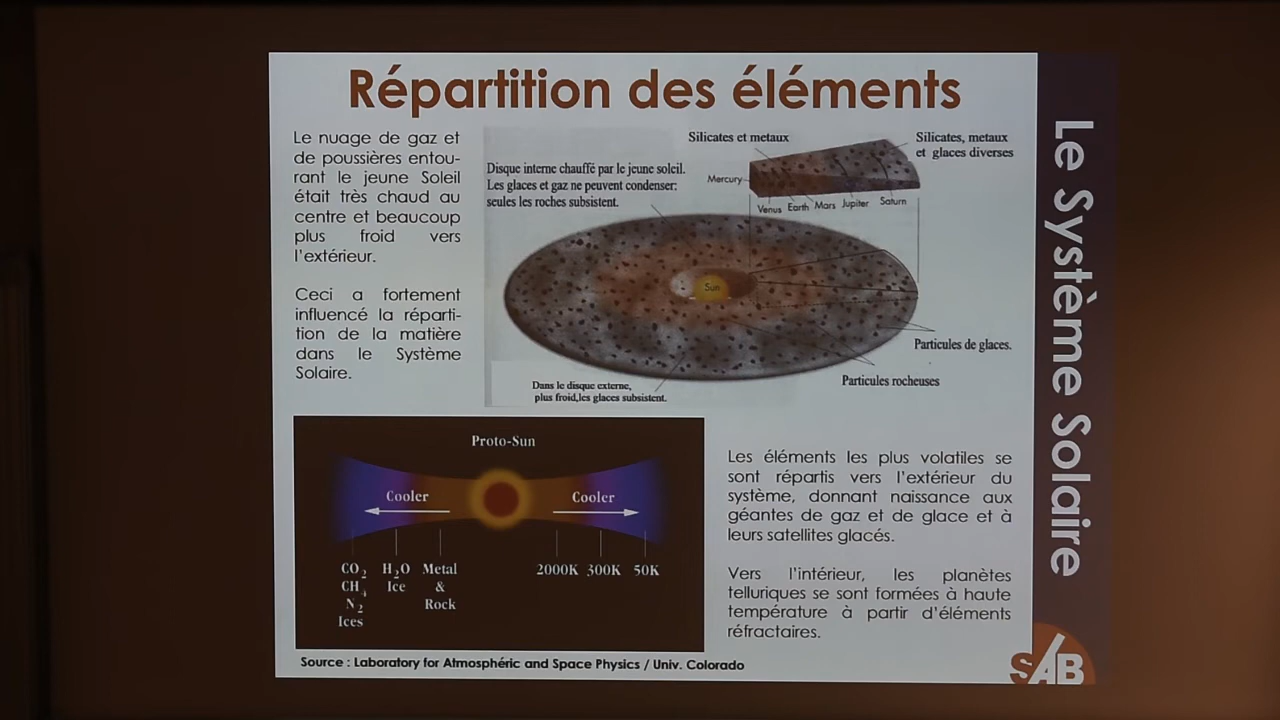 Répartition des éléments
Le nuage de gaz et
de poussières entou-
rant le jeune Soleil
était très chaud au
centre et beaucoup
plus froid vers
l'extérieur.
Ceci a fortement
influencé la réparti-
tion de la matière
dans le Système
Solaire.
Disque interne chauffé par le jeune soleil.
Les glaces et gaz ne peuvent condenser:
seules les roches subsistent.
Silicates et metaux
Silicates, metaux
et glaces diverses
Mercury
Venus Earth Mars Jupiter Saturn
Sun
Particules de glaces.
Particules rocheuses
Dans le disque externe,
plus froid,les glaces subsistent.
Proto-Sun
Cooler
Cooler
CO2 H2O Metal
CH4 Ice &
N2 Rock
Ices
2000K 300K 50K
Source : Laboratory for Atmosphéric and Space Physics / Univ. Colorado
Les éléments les plus volatiles se
sont répartis vers l'extérieur du
système, donnant naissance aux
géantes de gaz et de glace et à
leurs satellites glacés.
Vers l'intérieur, les planètes
telluriques se sont formées à haute
température à partir d'éléments
réfractaires.
Le Système Solaire
SAB